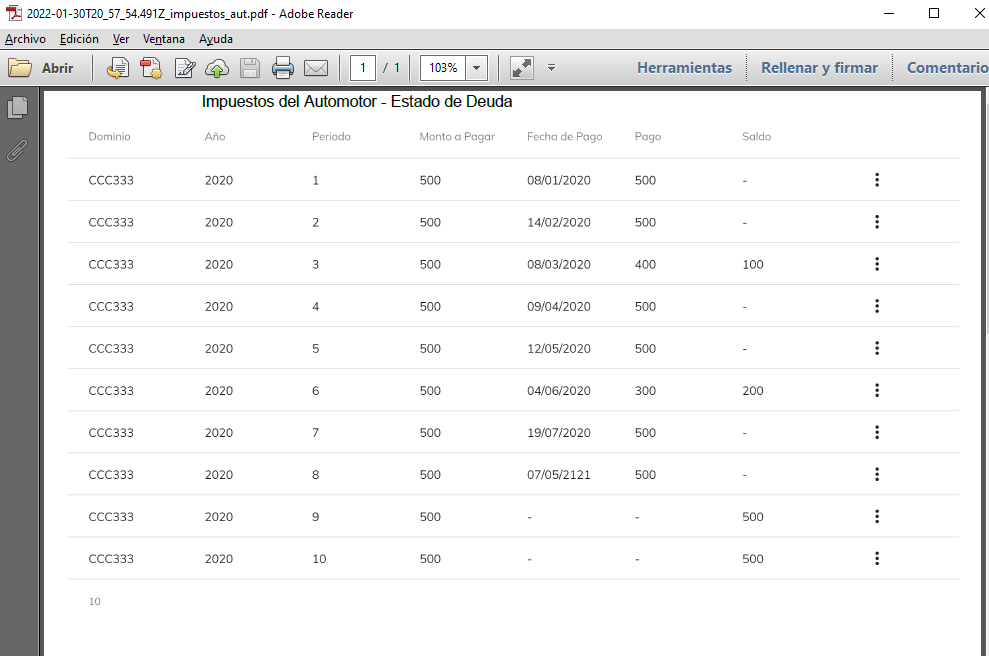 2022-01-30T20_57_54.491Z_impuestos_aut.pdf - Adobe Reader
Archivo Edición Ver Ventana Ayuda
Abrir 1 / 1 103% Herramientas Rellenar y firmar Comentario
Impuestos del Automotor - Estado de Deuda
Dominio Año Periodo Monto a Pagar Fecha de Pago Pago Saldo
CCC333 2020 1 500 08/01/2020 500 -
CCC333 2020 2 500 14/02/2020 500 -
CCC333 2020 3 500 08/03/2020 400 100
CCC333 2020 4 500 09/04/2020 500 -
CCC333 2020 5 500 12/05/2020 500 -
CCC333 2020 6 500 04/06/2020 300 200
CCC333 2020 7 500 19/07/2020 500 -
CCC333 2020 8 500 07/05/2121 500 -
CCC333 2020 9 500 - - 500
CCC333 2020 10 500 - - 500
10